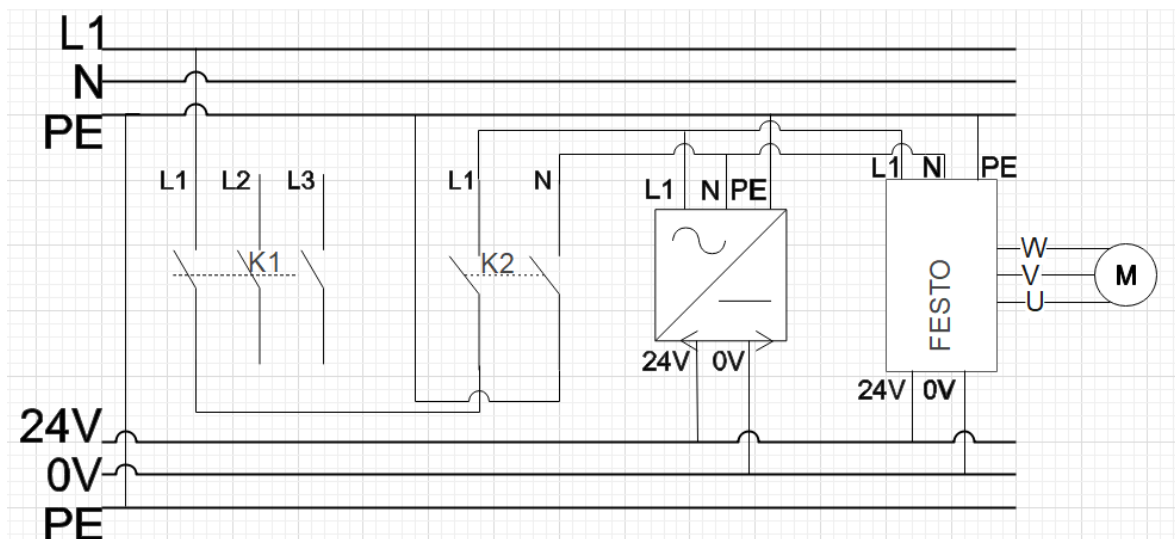 L1
N
PE
L1 L2 L3 L1 N L1 N PE L1 N PE
K1 K2
FESTO
W
V
U
M
24V 0V 24V 0V
24V
0V
PE